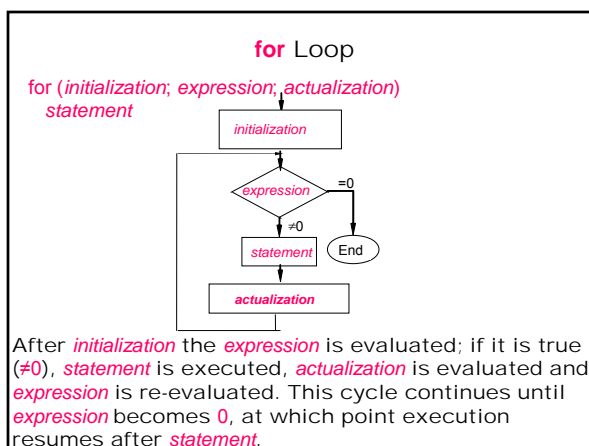 for Loop
for (initialization; expression; actualization)
statement
initialization
expression
=0
≠0
statement
End
actualization
After initialization the expression is evaluated; if it is true
(≠0), statement is executed, actualization is evaluated and
expression is re-evaluated. This cycle continues until
expression becomes 0, at which point execution
resumes after statement.